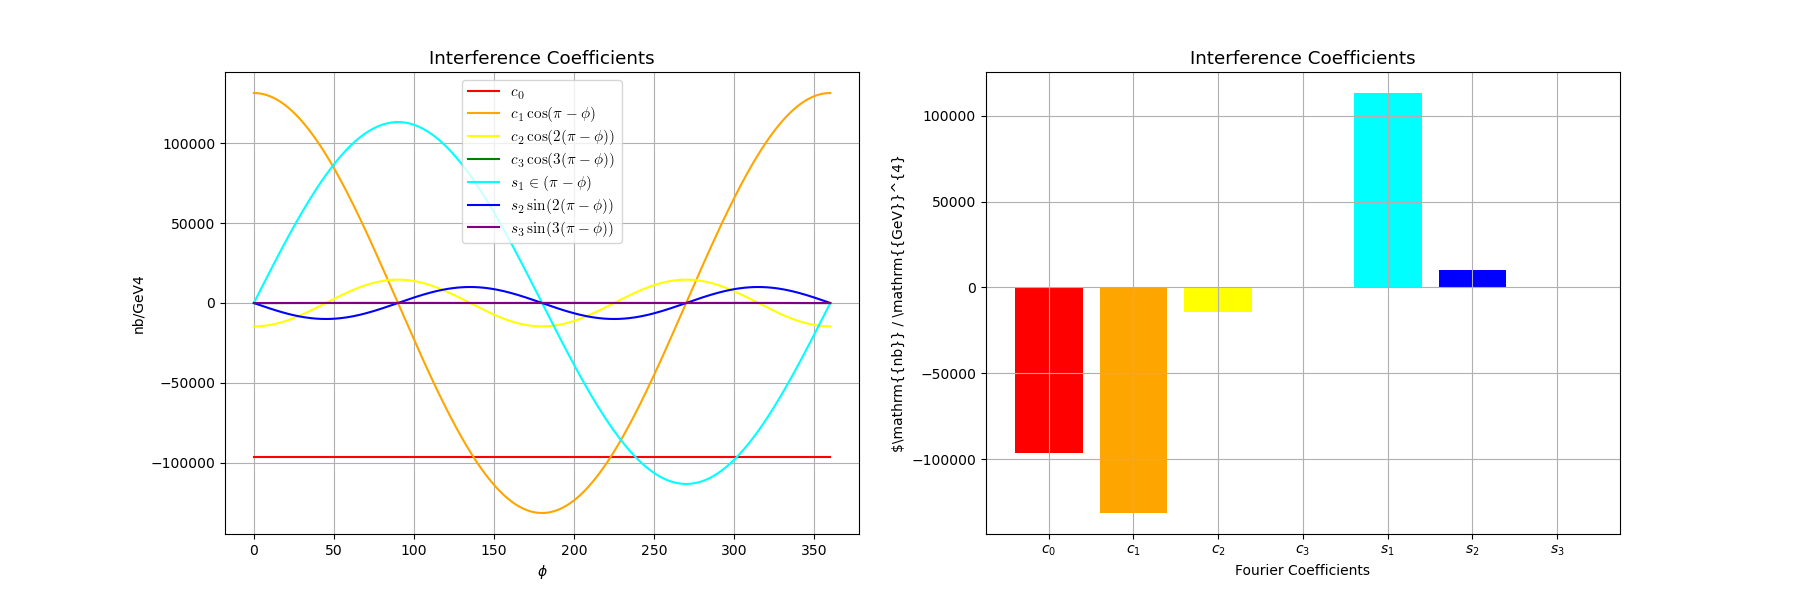 Interference Coefficients
nb/GeV4
100000
50000
0
−50000
−100000
c₀
c₁ cos(π − φ)
c₂ cos(2(π − φ))
c₃ cos(3(π − φ))
s₁ ∈ (π − φ)
s₂ sin(2(π − φ))
s₃ sin(3(π − φ))
0 50 100 150 200 250 300 350
ϕ
Interference Coefficients
$\mathrm{{nb}} / \mathrm{{GeV}}^{4}
100000
50000
0
−50000
−100000
c₀ c₁ c₂ c₃ s₁ s₂ s₃
Fourier Coefficients